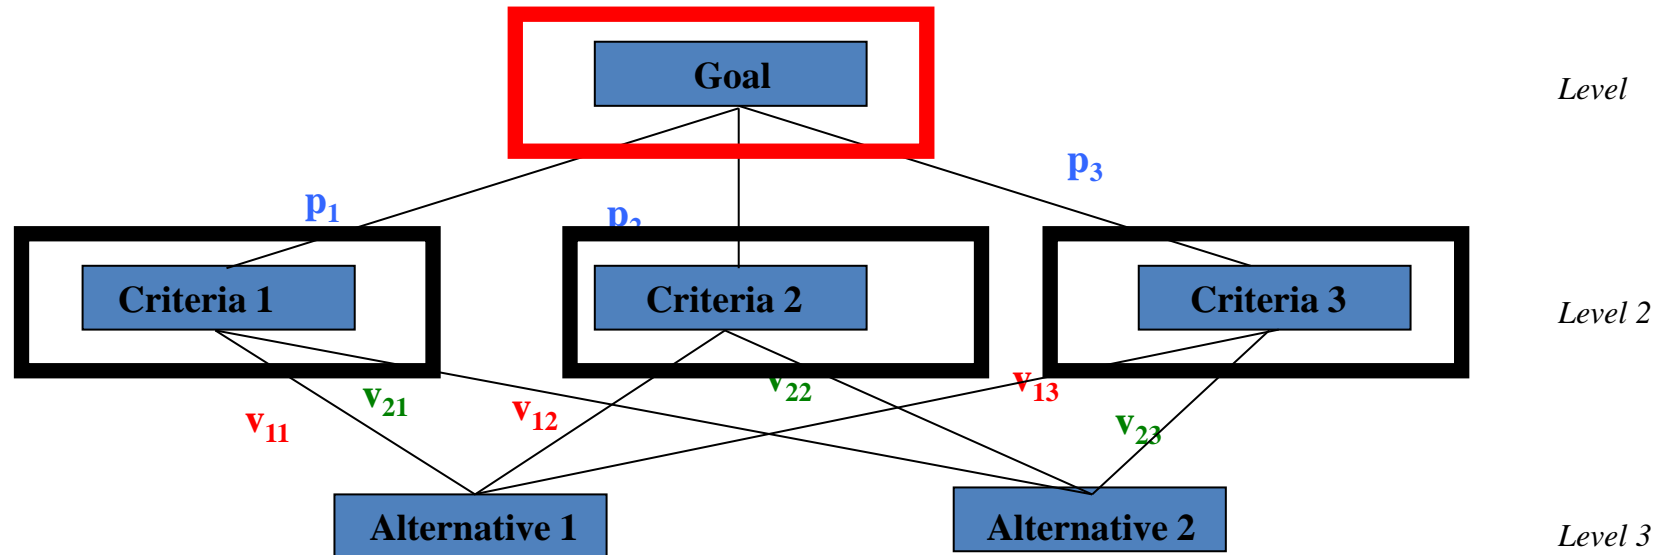 Goal
Level
p3
p1
p2
Criteria 1
Criteria 2
Criteria 3
Level 2
v11
v21
v12
v22
v13
v23
Alternative 1
Alternative 2
Level 3